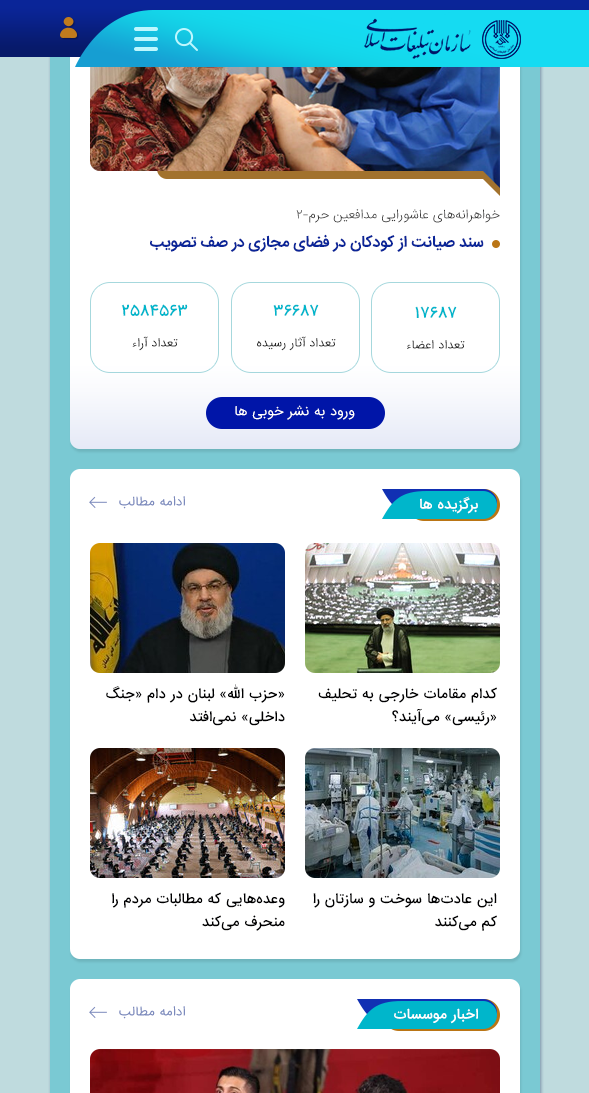 سازمان تبلیغات اسلامی
خواهرانه‌های عاشورایی مدافعین حرم-۲
سند صیانت از کودکان در فضای مجازی در صف تصویب
۱۷۶۸۷
تعداد اعضاء
۳۶۶۸۷
تعداد آثار رسیده
۲۵۸۴۵۶۳
تعداد آراء
ورود به نشر خوبی ها
برگزیده ها
ادامه مطالب
کدام مقامات خارجی به تحلیف
«رئیسی» می‌آیند؟
«حزب الله» لبنان در دام «جنگ
داخلی» نمی‌افتد
این عادت‌ها سوخت و سازتان را
کم می‌کنند
وعده‌هایی که مطالبات مردم را
منحرف می‌کند
اخبار موسسات
ادامه مطالب